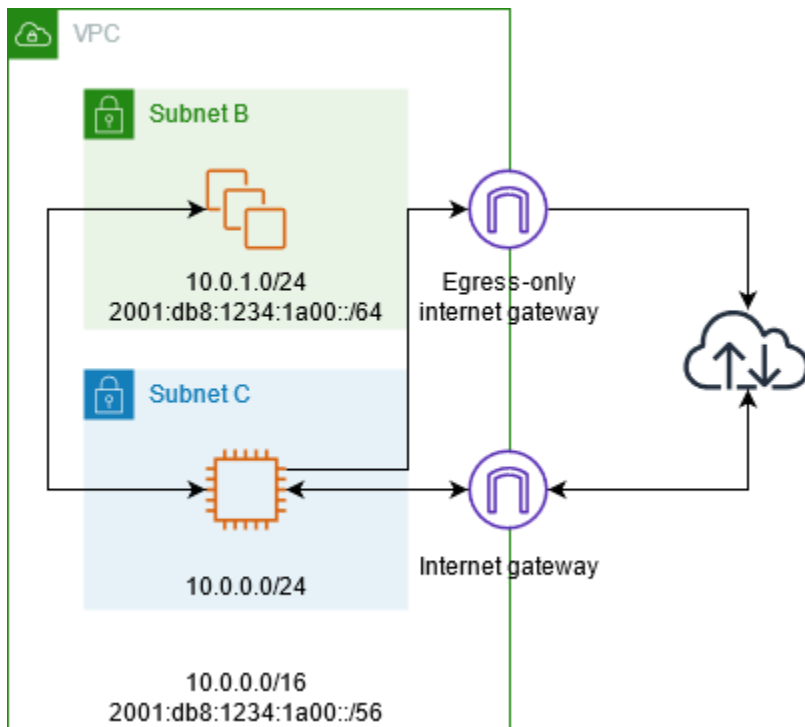 VPC
Subnet B
10.0.1.0/24
2001:db8:1234:1a00::/64
Egress-only
internet gateway
Subnet C
10.0.0.0/24
Internet gateway
10.0.0.0/16
2001:db8:1234:1a00::/56